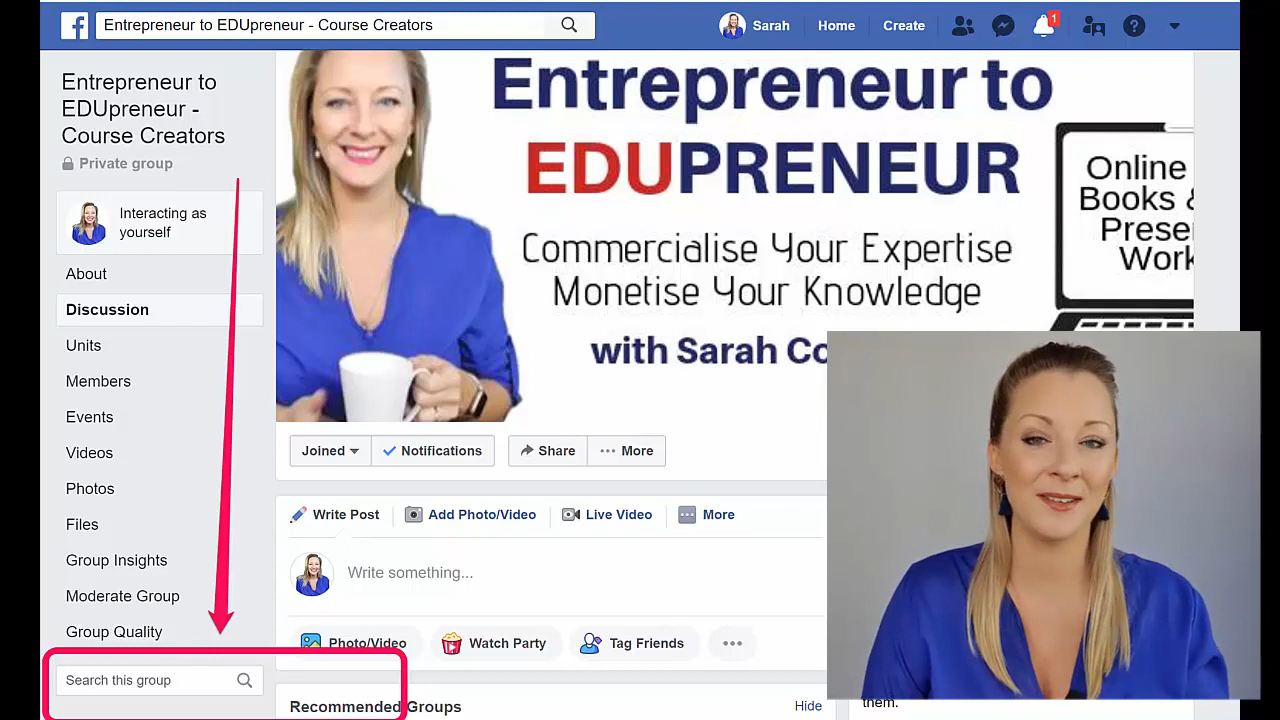 Entrepreneur to EDUpreneur - Course Creators
Sarah
Home
Create
1
Entrepreneur to
EDUpreneur -
Course Creators
Private group
Interacting as
yourself
About
Discussion
Units
Members
Events
Videos
Photos
Files
Group Insights
Moderate Group
Group Quality
Search this group
Entrepreneur to
EDUPRENEUR
Commercialise Your Expertise
Monetise Your Knowledge
with Sarah Co
Online
Books &
Prese
Work
Joined
Notifications
Share
More
Write Post
Add Photo/Video
Live Video
More
Write something...
Photo/Video
Watch Party
Tag Friends
Recommended Groups
Hide
them.